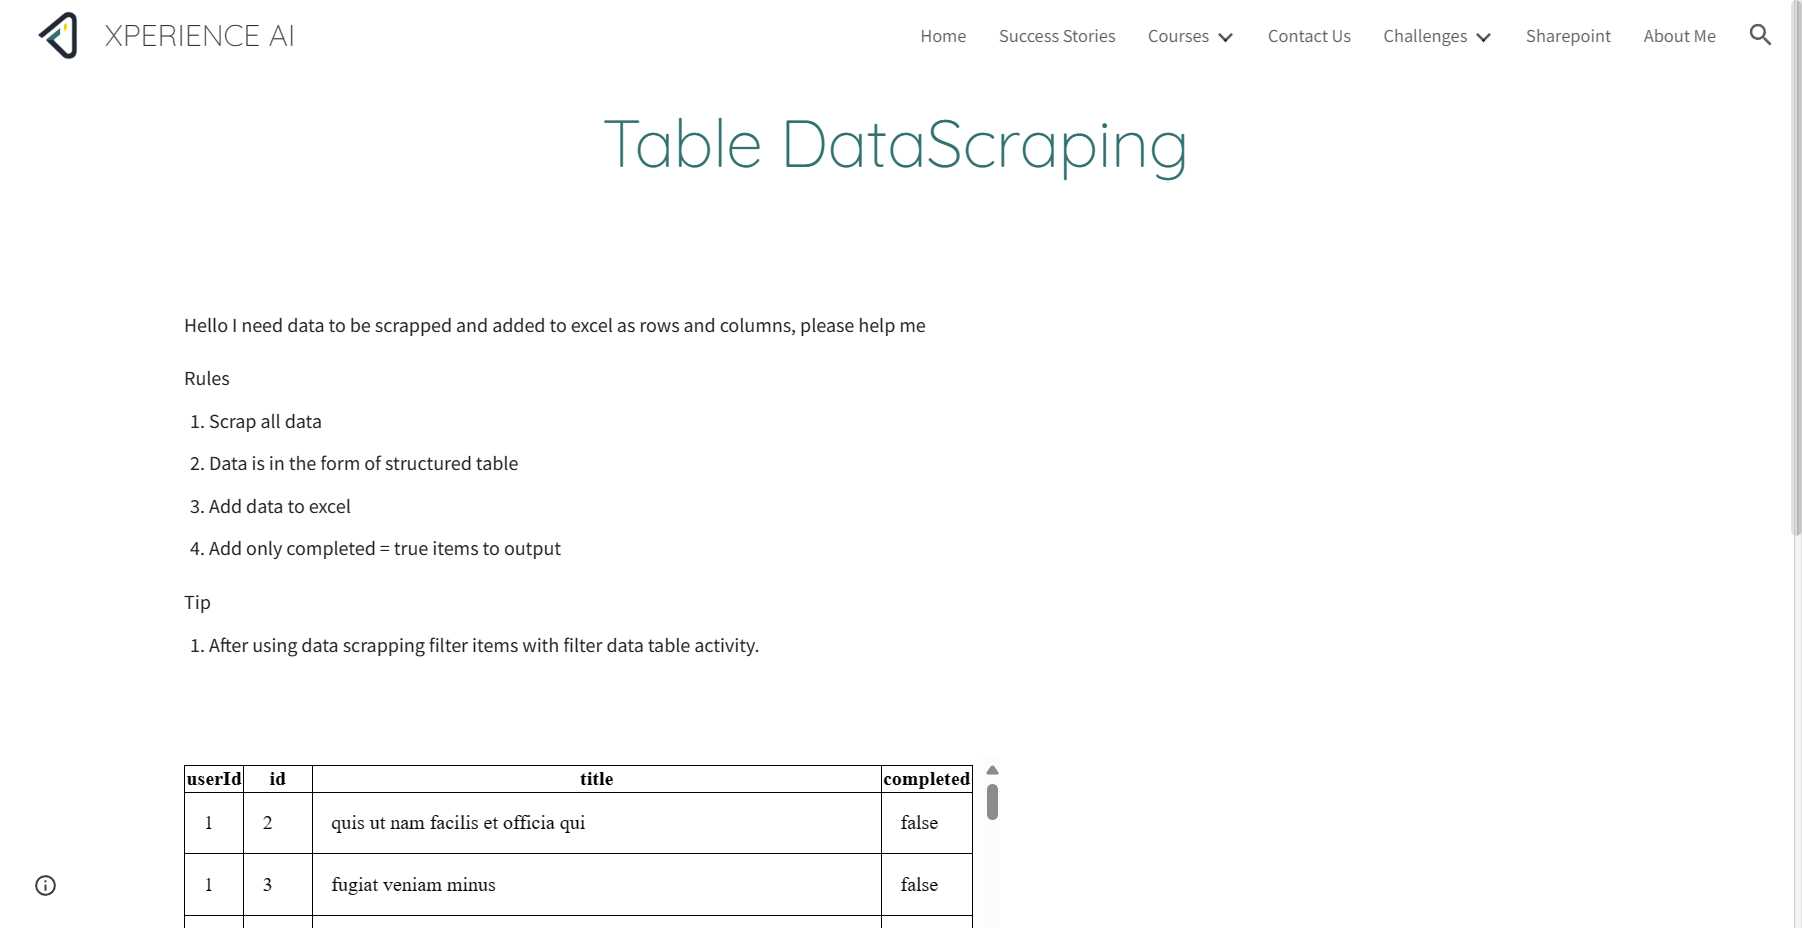 XPERIENCE AI
Home Success Stories Courses Contact Us Challenges Sharepoint About Me
Table DataScraping
Hello I need data to be scrapped and added to excel as rows and columns, please help me
Rules
1. Scrap all data
2. Data is in the form of structured table
3. Add data to excel
4. Add only completed = true items to output
Tip
1. After using data scrapping filter items with filter data table activity.
userId id title completed
1 2 quis ut nam facilis et officia qui false
1 3 fugiat veniam minus false